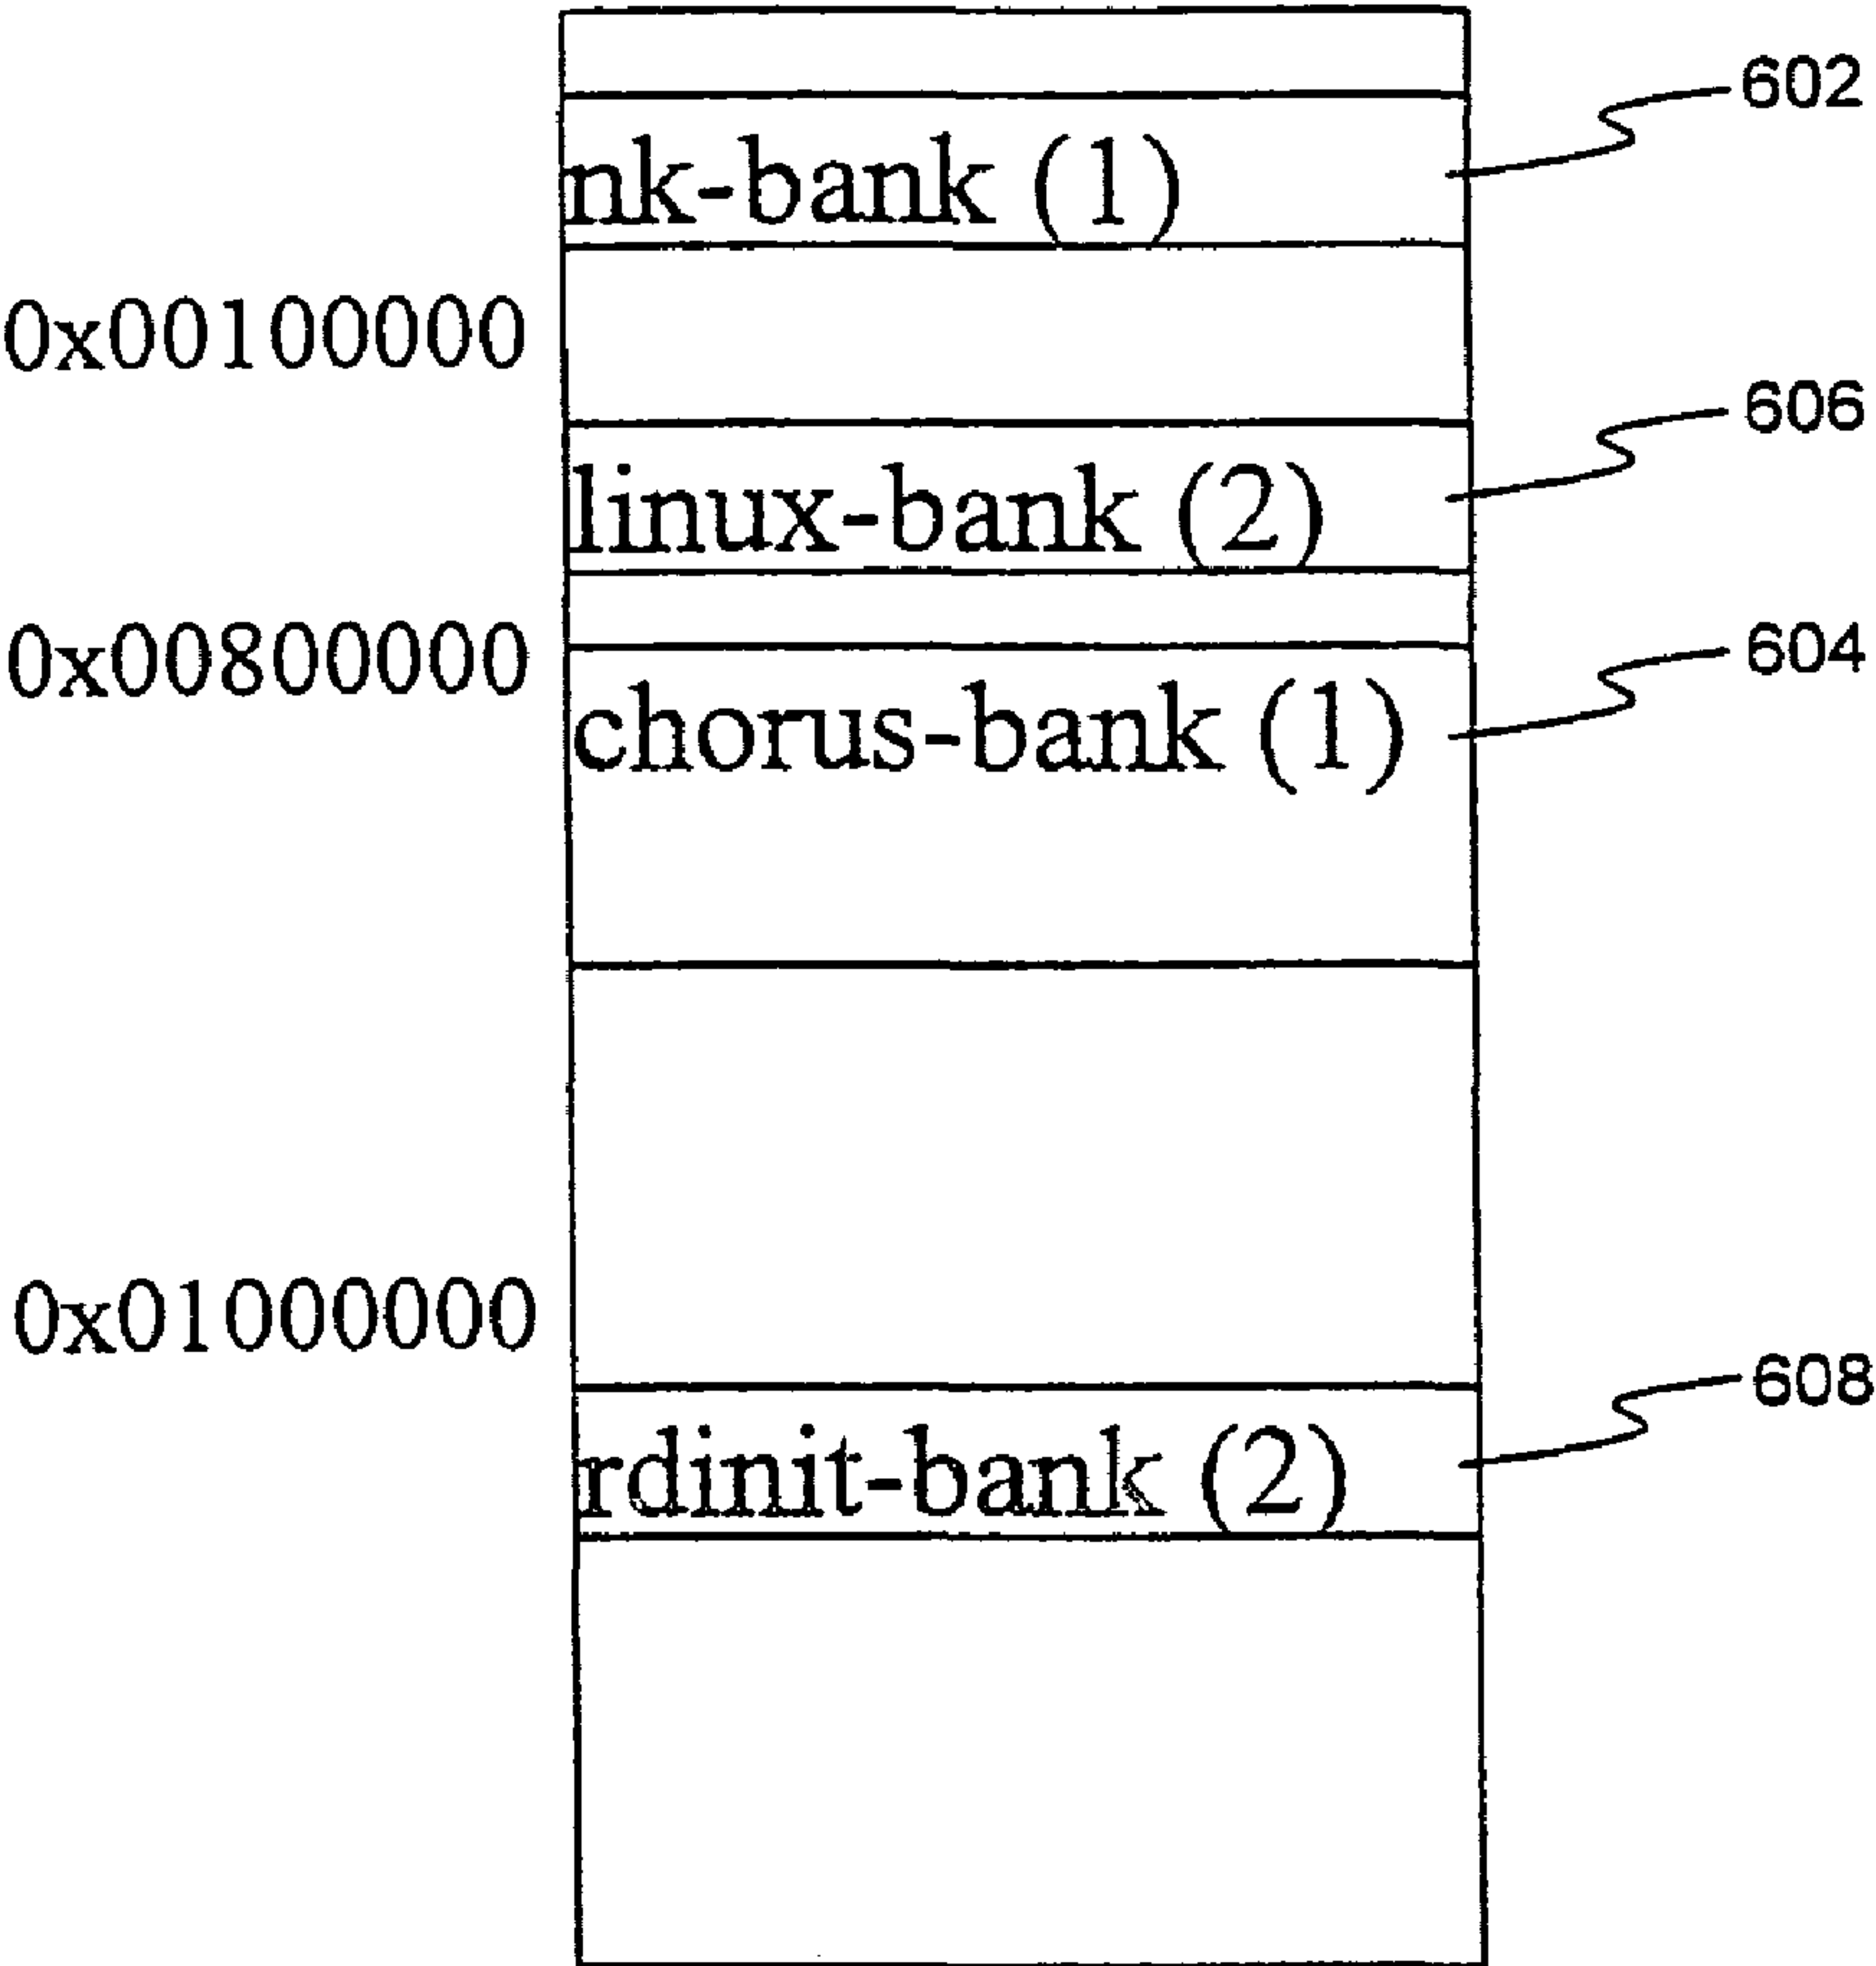 602
nk-bank (1)
0x00100000
606
linux-bank (2)
0x00800000
604
chorus-bank (1)
0x01000000
608
rdinit-bank (2)